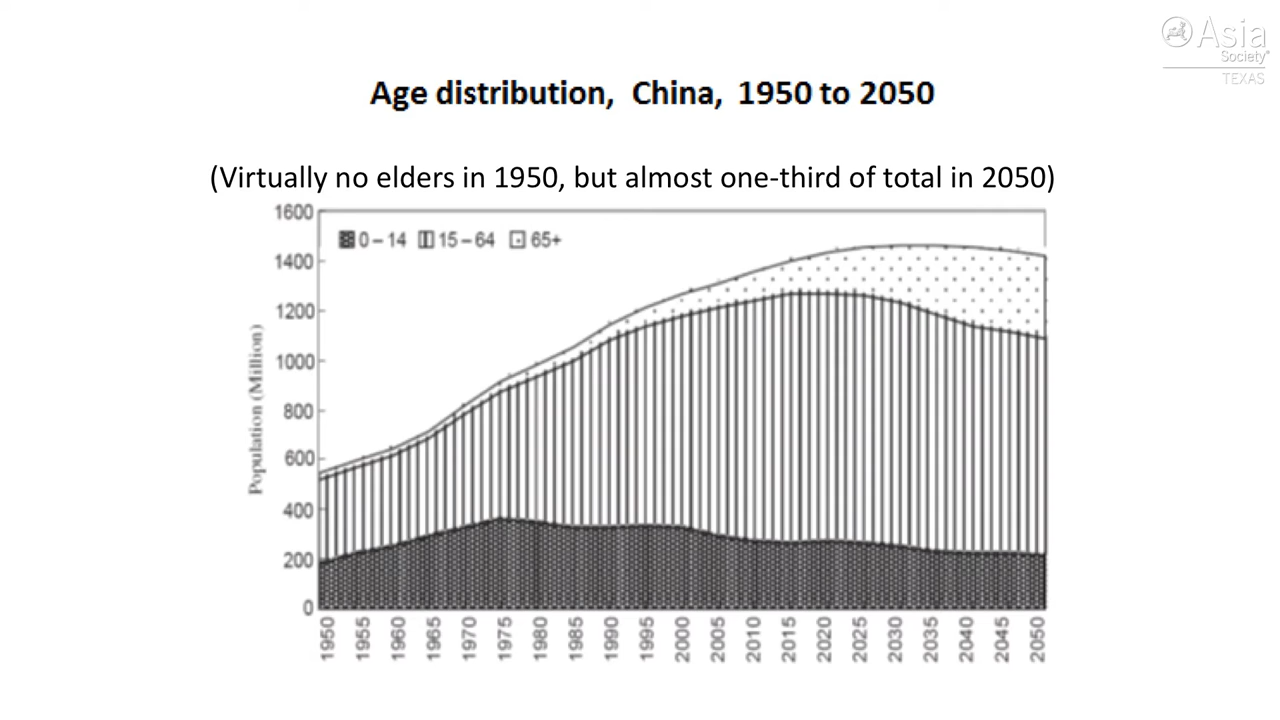 Asia
Society
TEXAS
Age distribution, China, 1950 to 2050
(Virtually no elders in 1950, but almost one-third of total in 2050)
Population (Million)
1600
1400
1200
1000
800
600
400
200
0
0 – 14 15 – 64 65+
1950 1955 1960 1965 1970 1975 1980 1985 1990 1995 2000 2005 2010 2015 2020 2025 2030 2035 2040 2045 2050